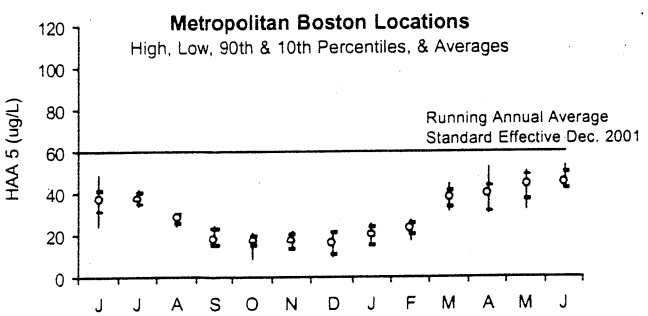 Metropolitan Boston Locations
High, Low, 90th & 10th Percentiles, & Averages
HAA 5 (ug/L)
120
100
80
60
40
20
0
Running Annual Average
Standard Effective Dec. 2001
J J A S O N D J F M A M J